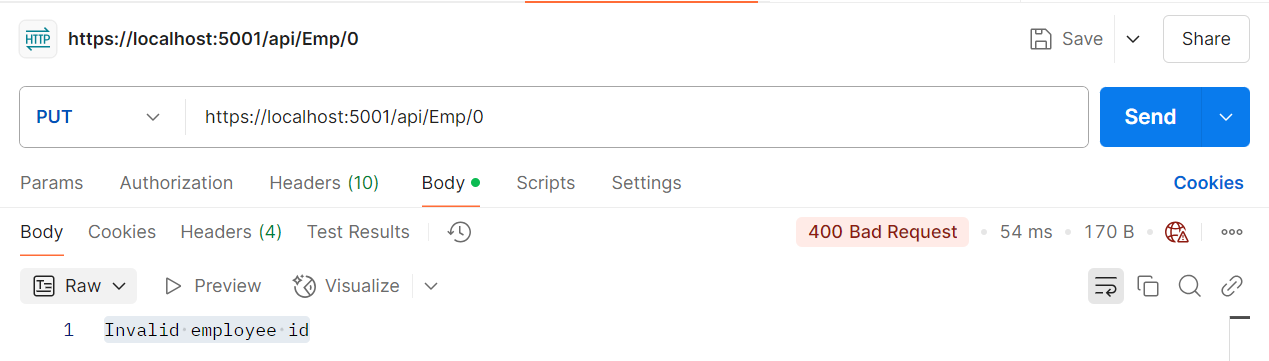 HTTP https://localhost:5001/api/Emp/0 Save Share
PUT https://localhost:5001/api/Emp/0 Send
Params Authorization Headers (10) Body Scripts Settings Cookies
Body Cookies Headers (4) Test Results 400 Bad Request 54 ms 170 B
Raw Preview Visualize
1 Invalid employee id